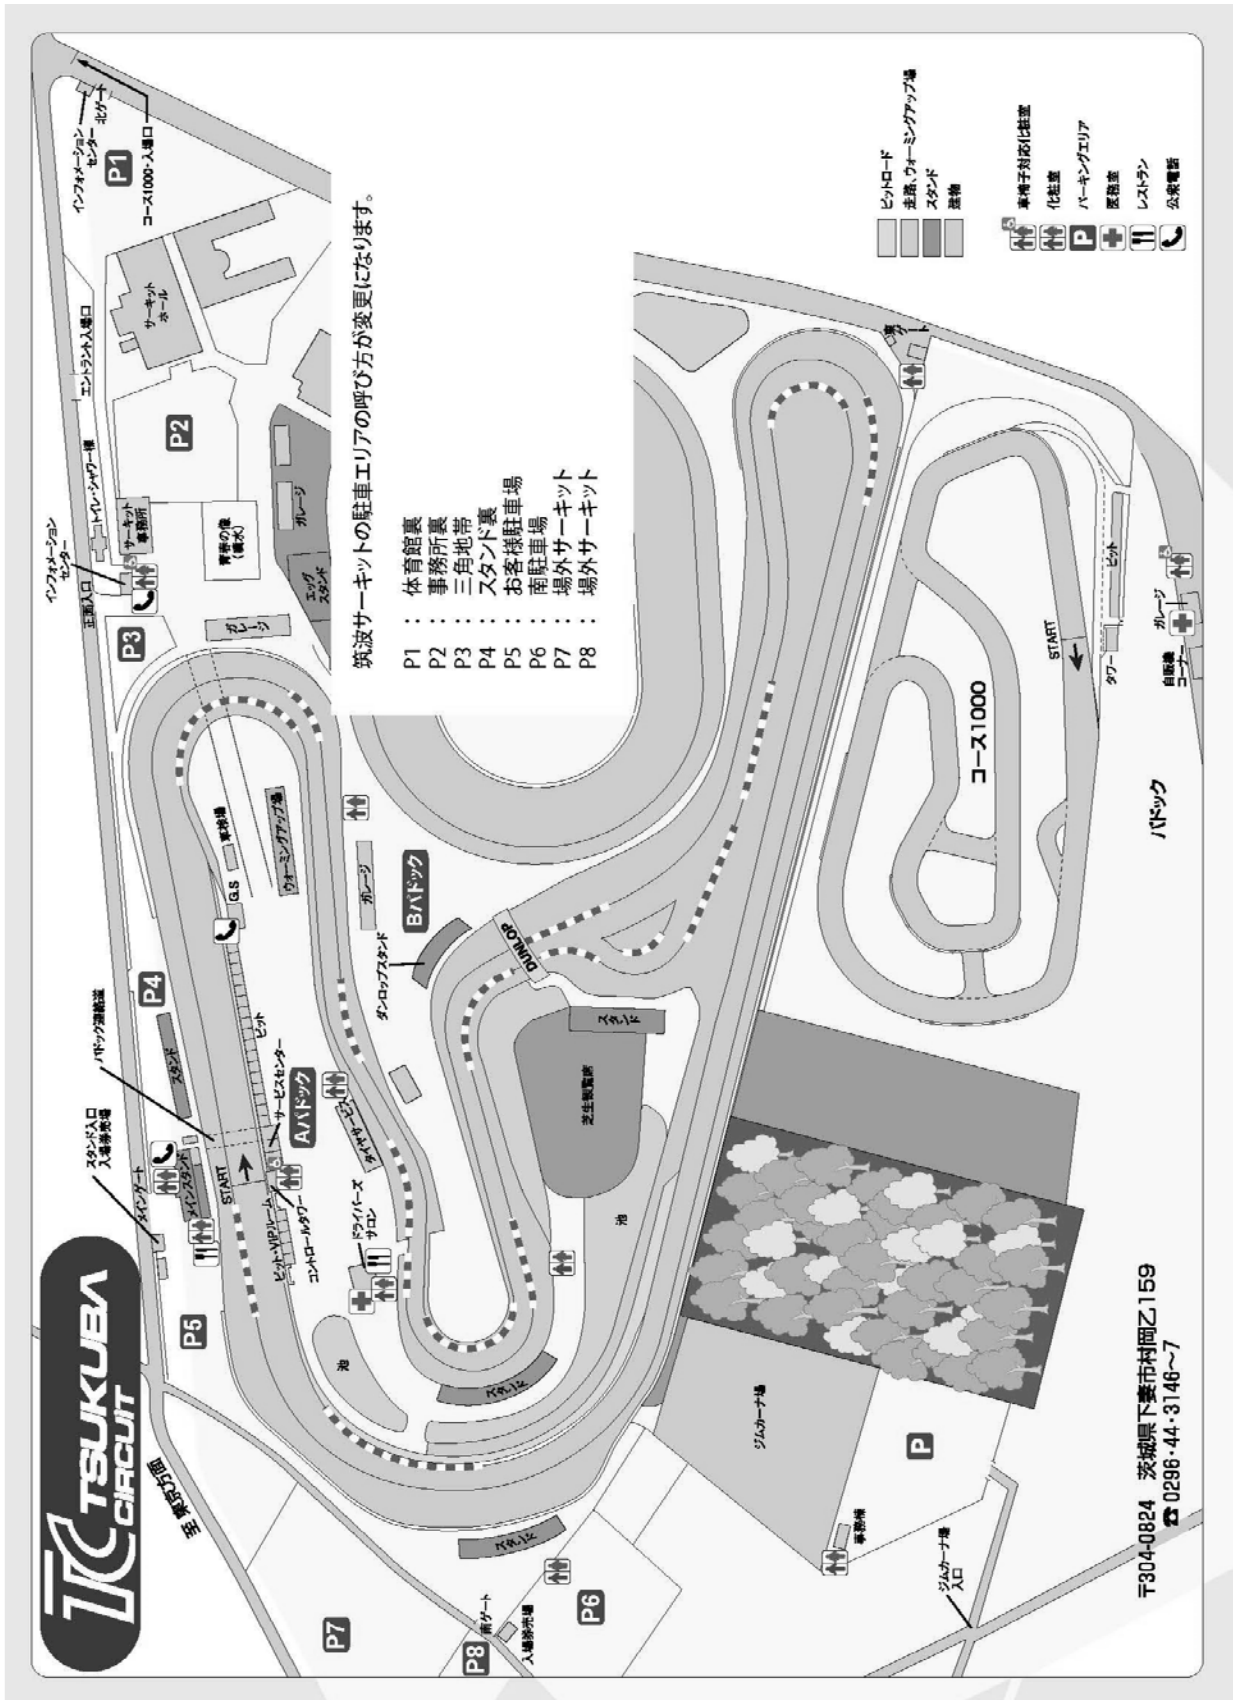 TC TSUKUBA
CIRCUIT
至 東京方面
P7
P8
南ゲート
入場券売場
P6
P5
スタンド入口
入場券売場
メインゲート
メインスタンド
START
パドック連絡道
スタンド
P4
ピット・VIPルーム
コントロールタワー
サービスセンター
ピット
Aパドック
ドライバーズ
サロン
タイヤサービス
池
スタンド
スタンド
G.S
車検場
ウォーミングアップ場
ガレージ
Bパドック
ダンロップスタンド
DUNLOP
スタンド
芝生観覧席
池
P3
正面入口
インフォメーション
センター
トイレ・シャワー棟
サーキット
事務所
エントラント入場口
P2
青春の像
(噴水)
ガレージ
ガレージ
エッグ
スタンド
サーキット
ホール
P1
インフォメーション
センター
北ゲート
コース1000・入場口
筑波サーキットの駐車エリアの呼び方が変更になります。
P1 : 体育館裏
P2 : 事務所裏
P3 : 三角地帯
P4 : スタンド裏
P5 : お客様駐車場
P6 : 南駐車場
P7 : 場外サーキット
P8 : 場外サーキット
ピットロード
走路、ウォーミングアップ場
スタンド
建物
車椅子対応化粧室
化粧室
P パーキングエリア
医務室
レストラン
公衆電話
コース1000
START
タワー
ピット
ガレージ
自販機
コーナー
パドック
ジムカーナ場
P
事務棟
ジムカーナ場
入口
〒304-0824 茨城県下妻市村岡乙159
☎ 0296・44・3146〜7